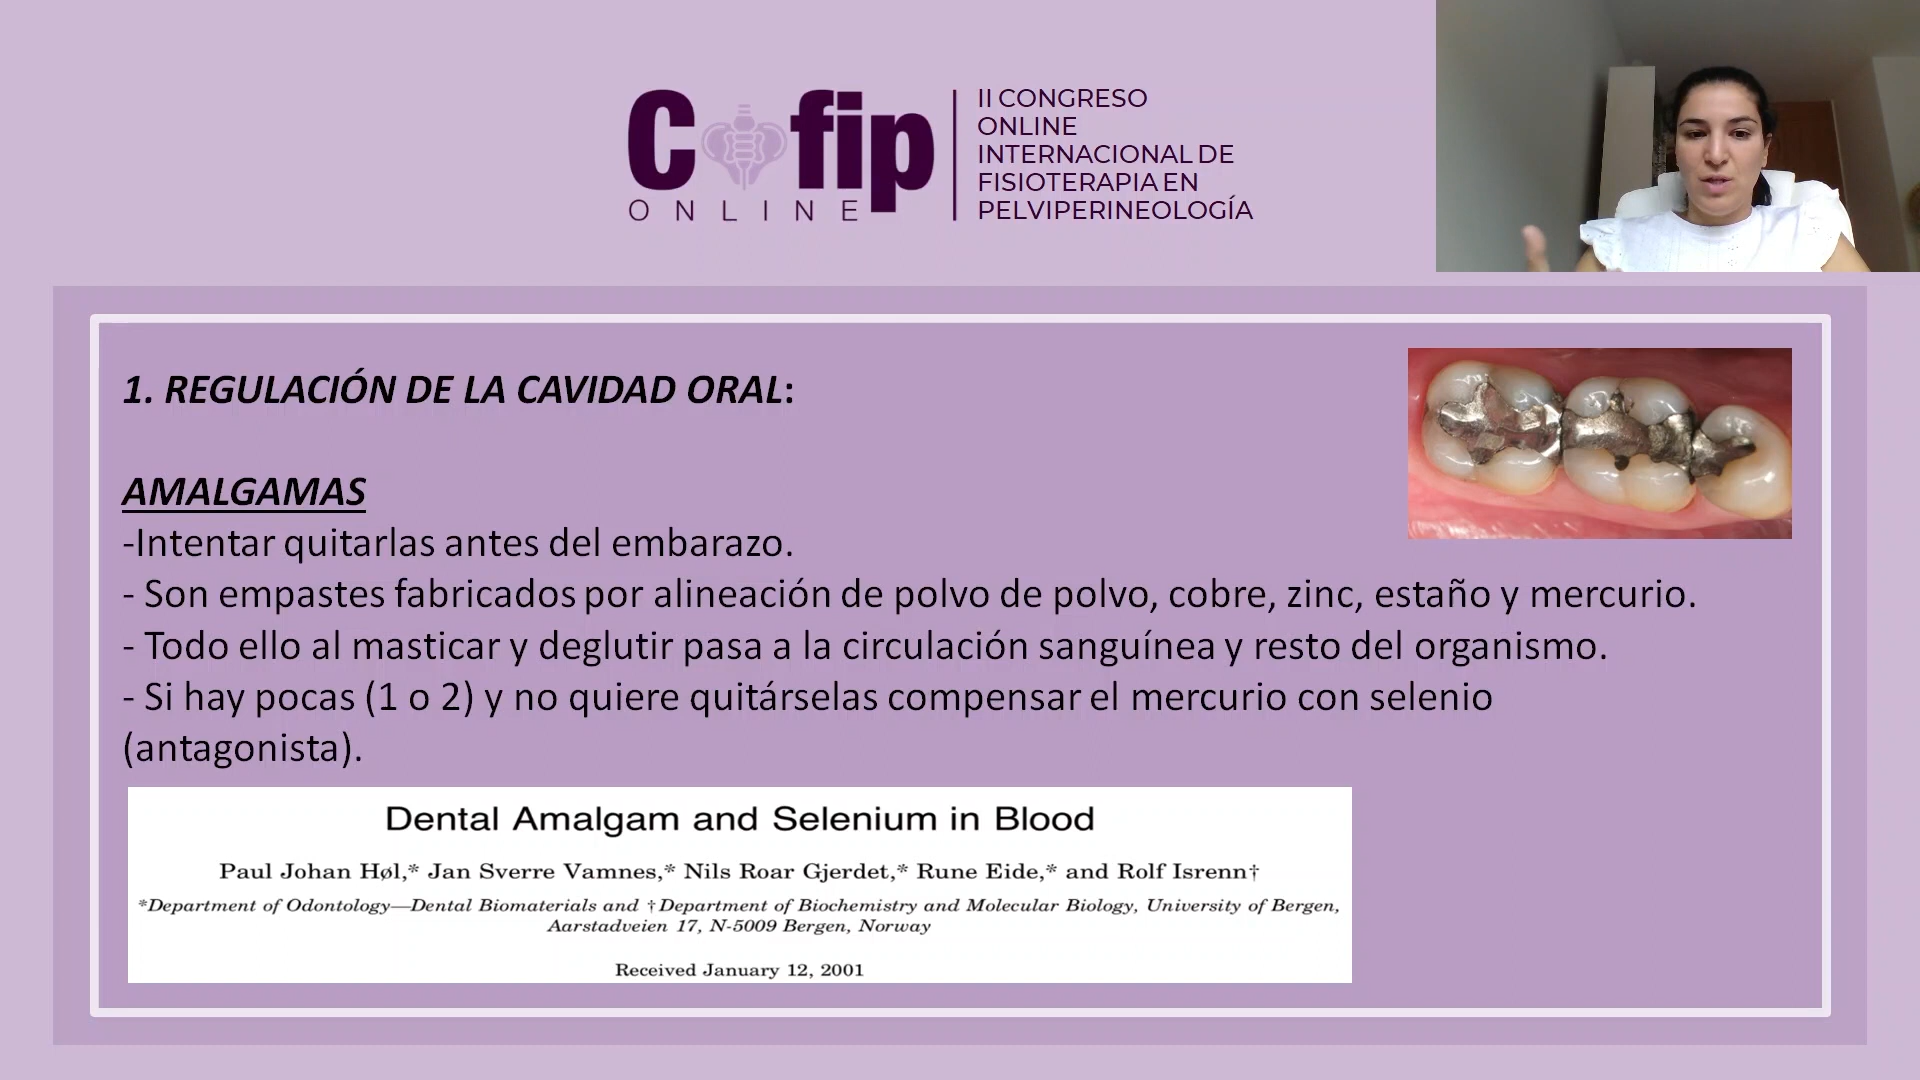 Cofip
ONLINE
II CONGRESO
ONLINE
INTERNACIONAL DE
FISIOTERAPIA EN
PELVIPERINEOLOGÍA
1. REGULACIÓN DE LA CAVIDAD ORAL:
AMALGAMAS
-Intentar quitarlas antes del embarazo.
- Son empastes fabricados por alineación de polvo de polvo, cobre, zinc, estaño y mercurio.
- Todo ello al masticar y deglutir pasa a la circulación sanguínea y resto del organismo.
- Si hay pocas (1 o 2) y no quiere quitárselas compensar el mercurio con selenio
(antagonista).
Dental Amalgam and Selenium in Blood
Paul Johan Høl,* Jan Sverre Vamnes,* Nils Roar Gjerdet,* Rune Eide,* and Rolf Isrenn†
*Department of Odontology—Dental Biomaterials and †Department of Biochemistry and Molecular Biology, University of Bergen,
Aarstadveien 17, N-5009 Bergen, Norway
Received January 12, 2001